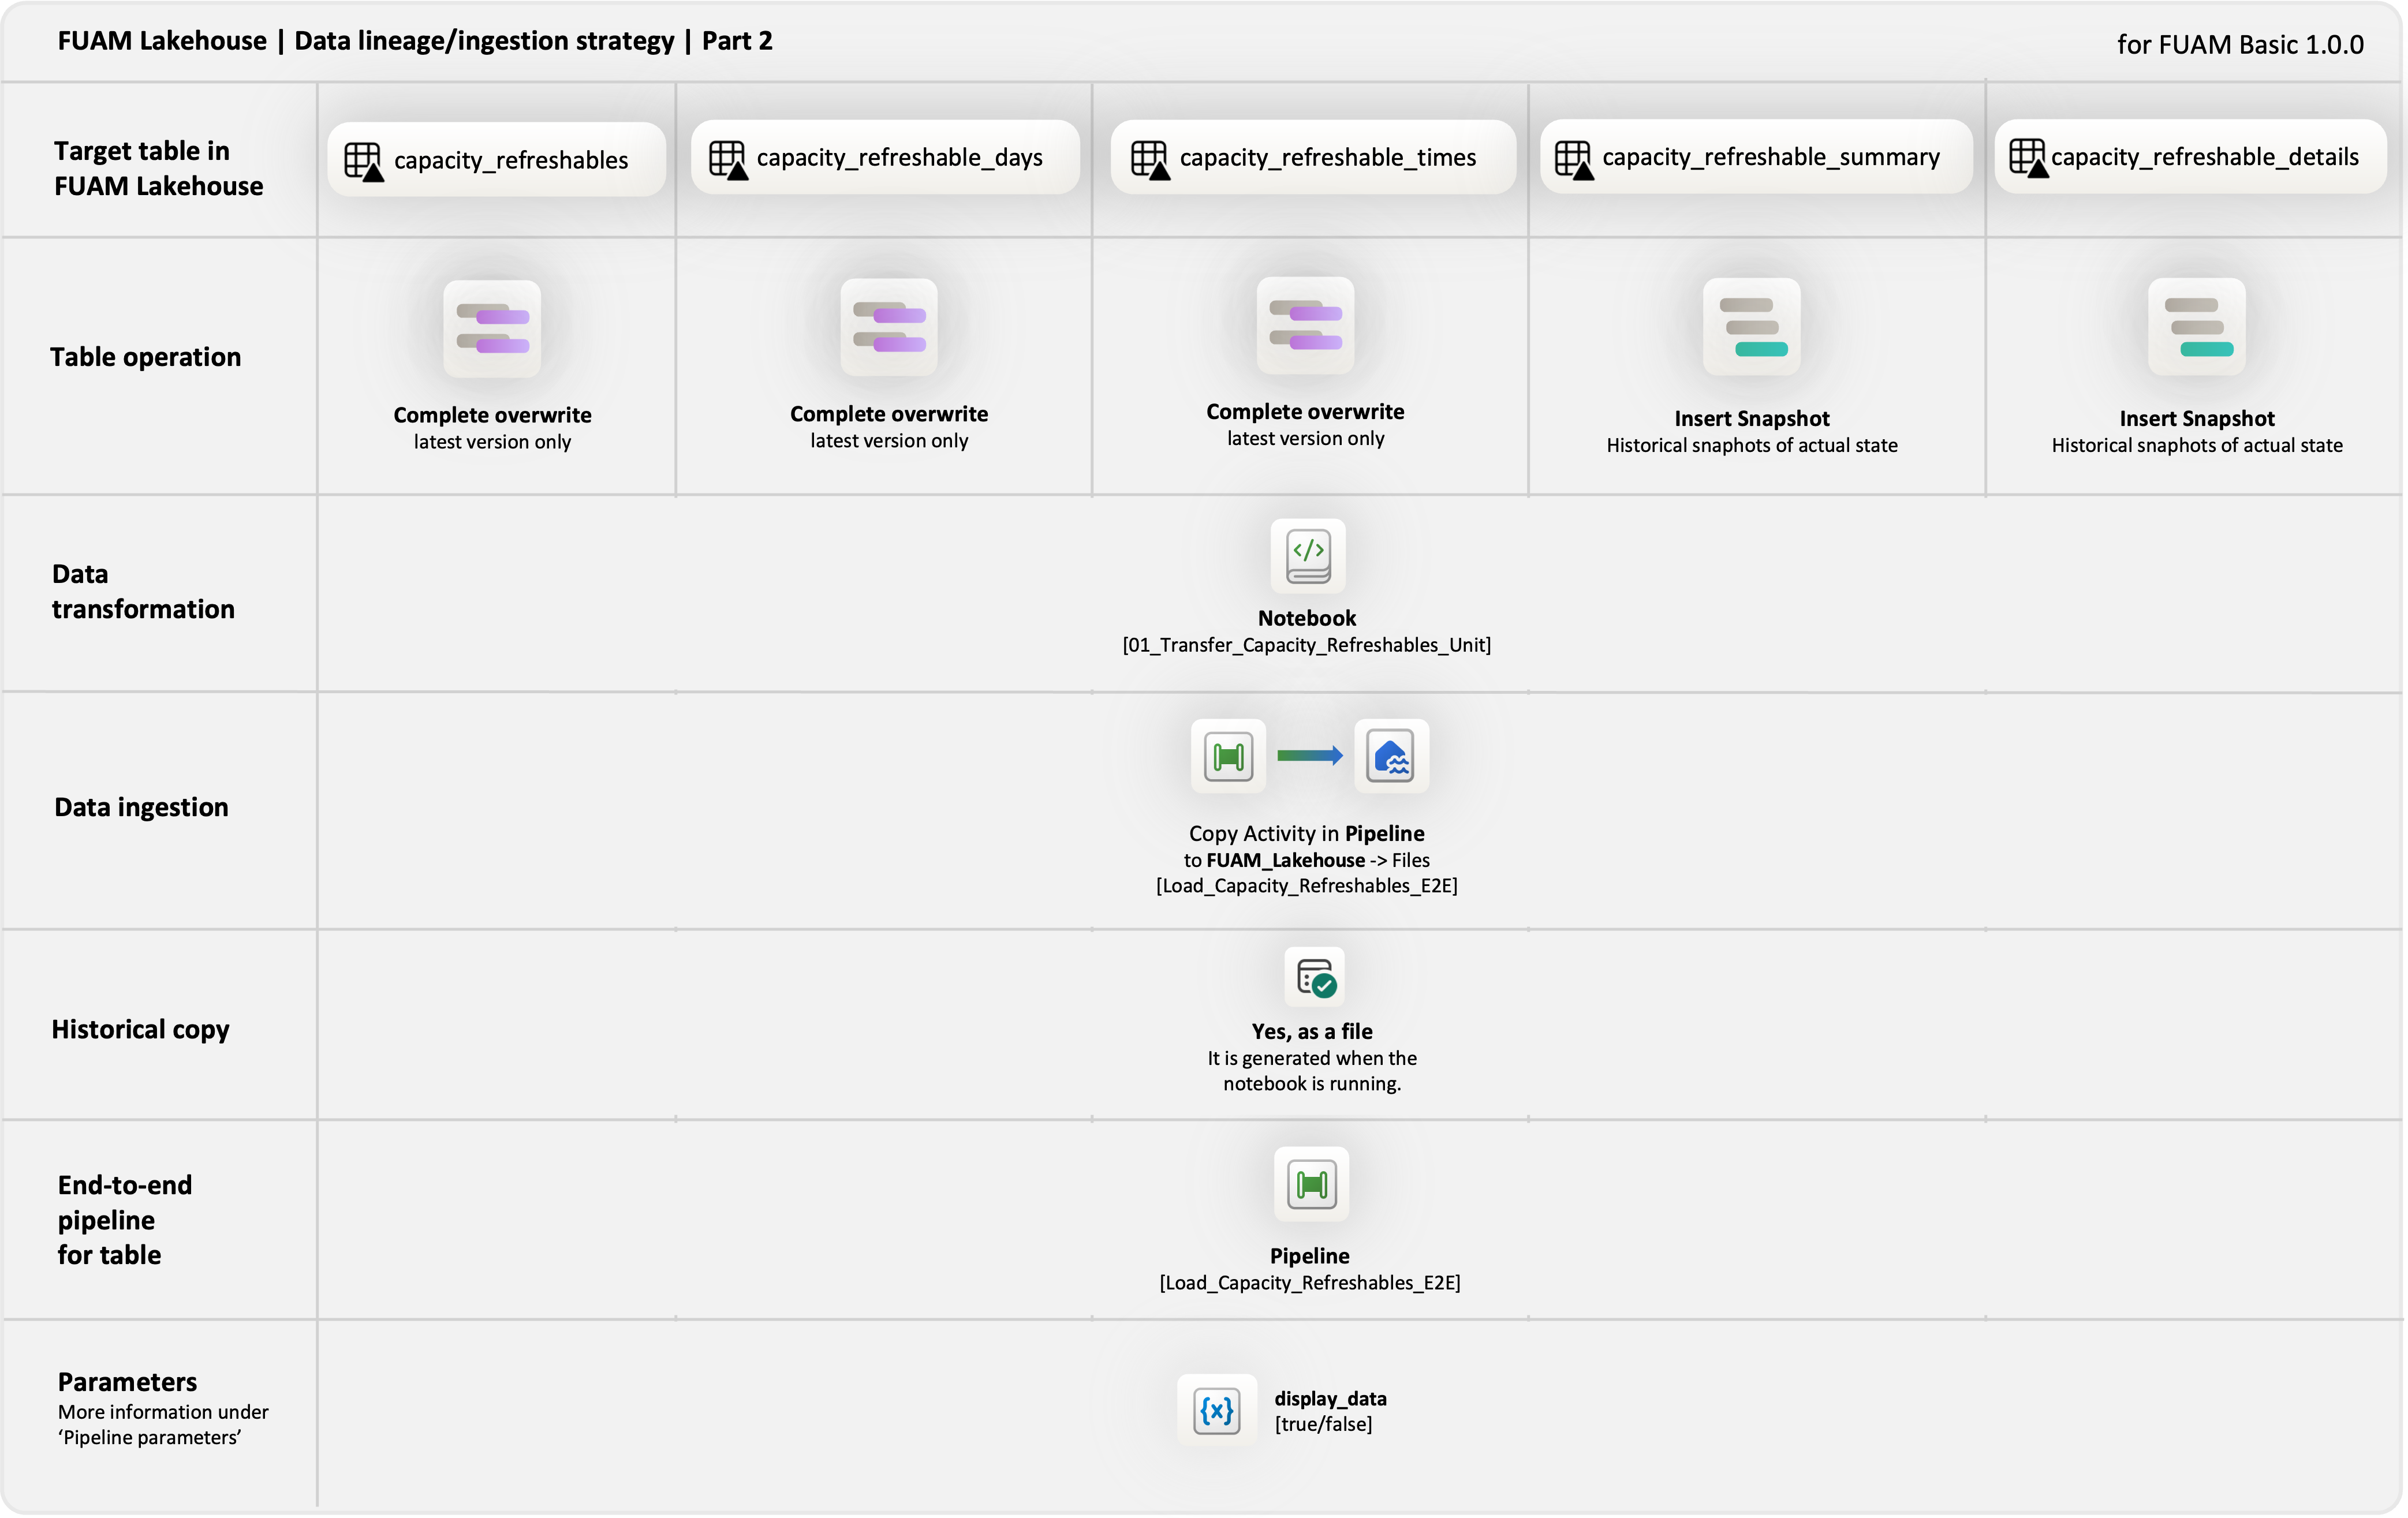 FUAM Lakehouse | Data lineage/ingestion strategy | Part 2
for FUAM Basic 1.0.0
Target table in
FUAM Lakehouse
capacity_refreshables
capacity_refreshable_days
capacity_refreshable_times
capacity_refreshable_summary
capacity_refreshable_details
Table operation
Complete overwrite
latest version only
Complete overwrite
latest version only
Complete overwrite
latest version only
Insert Snapshot
Historical snaphots of actual state
Insert Snapshot
Historical snaphots of actual state
Data
transformation
</>
Notebook
[01_Transfer_Capacity_Refreshables_Unit]
Data ingestion
Copy Activity in Pipeline
to FUAM_Lakehouse -> Files
[Load_Capacity_Refreshables_E2E]
Historical copy
Yes, as a file
It is generated when the
notebook is running.
End-to-end
pipeline
for table
Pipeline
[Load_Capacity_Refreshables_E2E]
Parameters
More information under
‘Pipeline parameters’
{x}
display_data
[true/false]